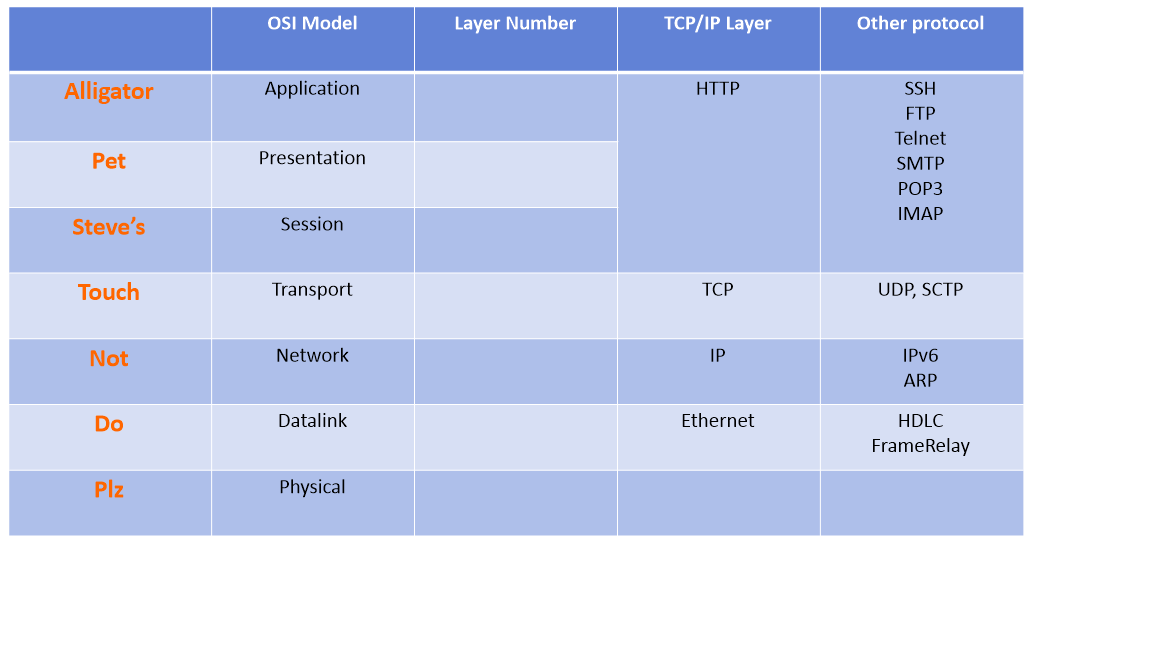 OSI Model
Layer Number
TCP/IP Layer
Other protocol
Alligator
Application
HTTP
SSH
FTP
Telnet
SMTP
POP3
IMAP
Pet
Presentation
Steve’s
Session
Touch
Transport
TCP
UDP, SCTP
Not
Network
IP
IPv6
ARP
Do
Datalink
Ethernet
HDLC
FrameRelay
Plz
Physical